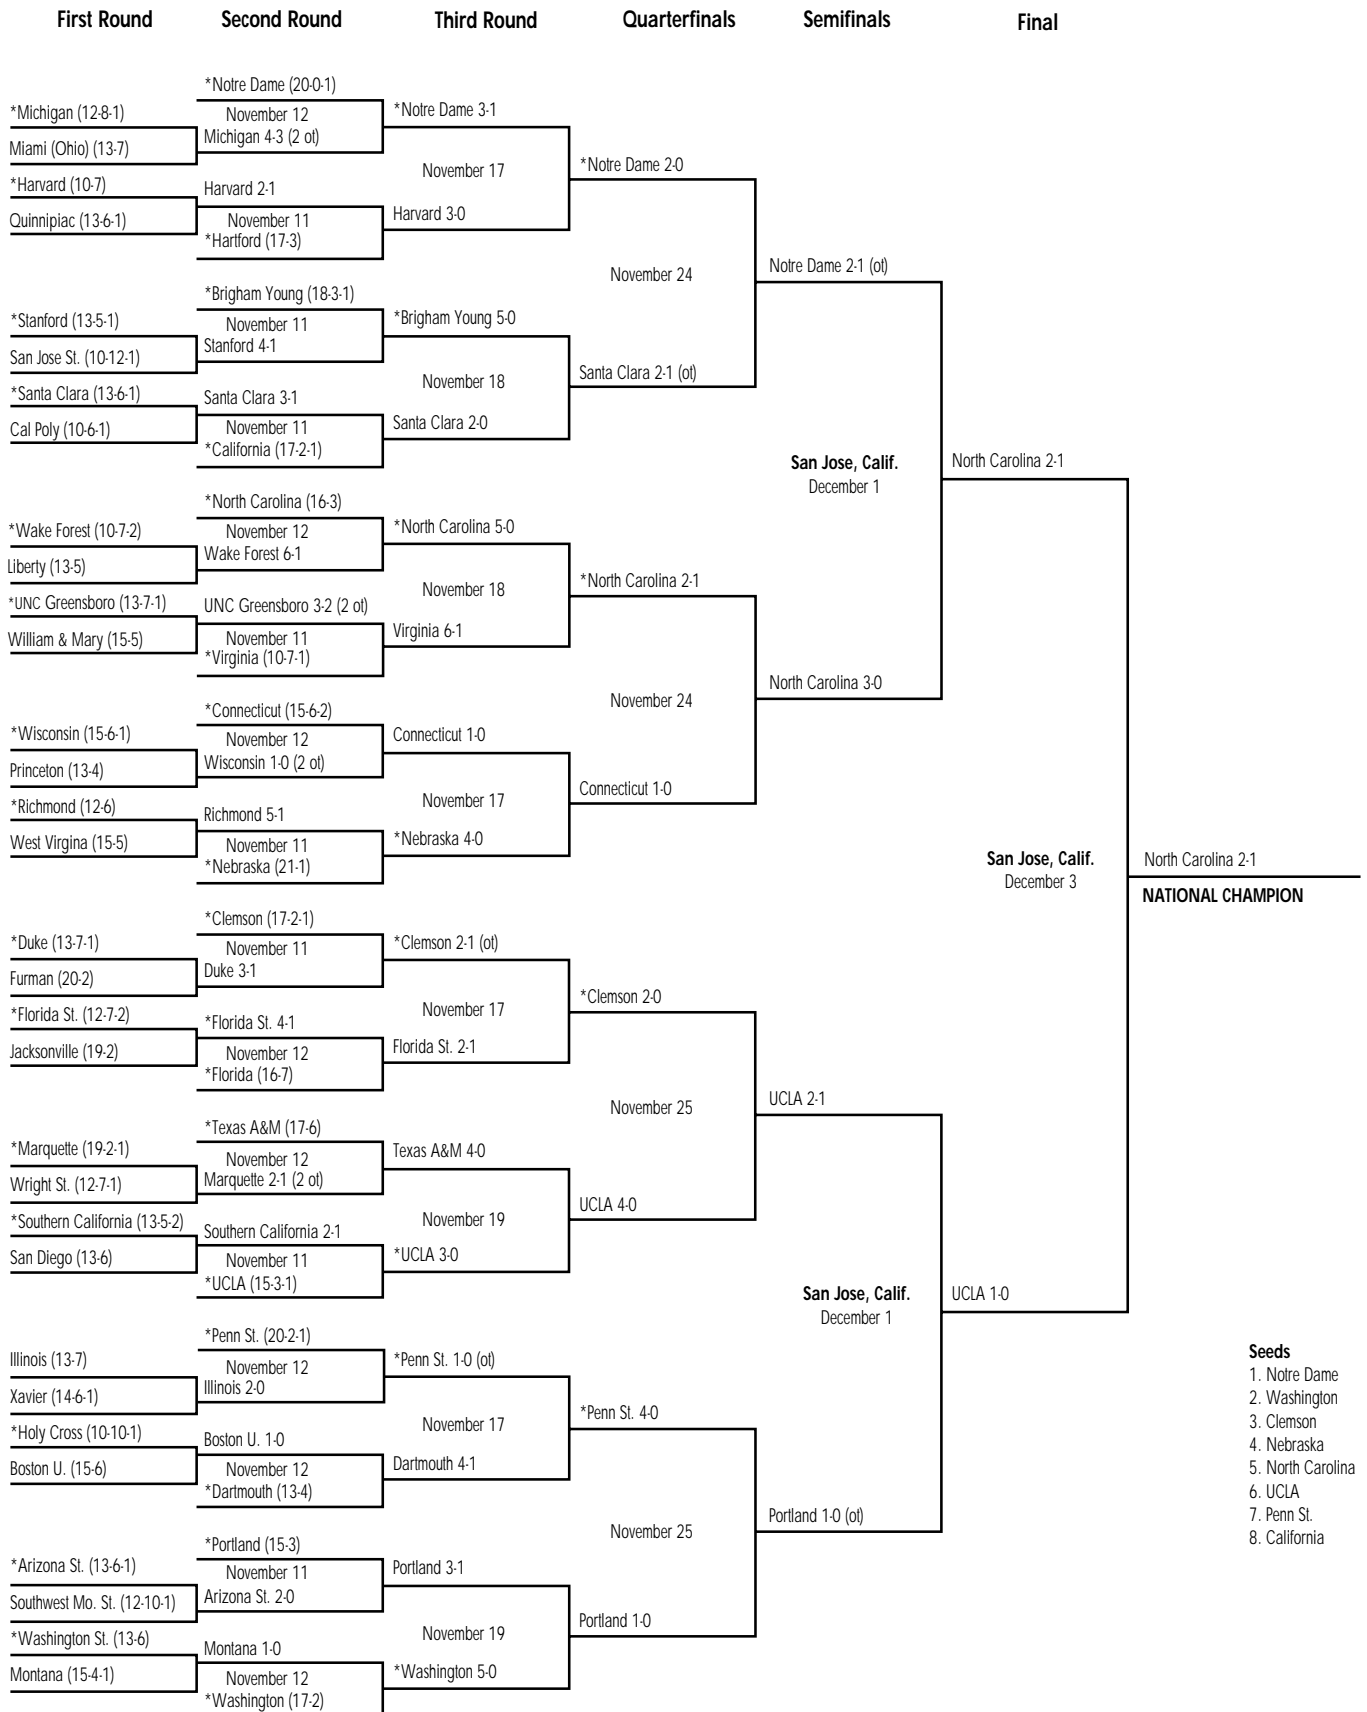 First Round
Second Round
Third Round
Quarterfinals
Semifinals
Final
*Michigan (12-8-1)
Miami (Ohio) (13-7)
*Harvard (10-7)
Quinnipiac (13-6-1)
*Stanford (13-5-1)
San Jose St. (10-12-1)
*Santa Clara (13-6-1)
Cal Poly (10-6-1)
*Wake Forest (10-7-2)
Liberty (13-5)
*UNC Greensboro (13-7-1)
William & Mary (15-5)
*Wisconsin (15-6-1)
Princeton (13-4)
*Richmond (12-6)
West Virgina (15-5)
*Duke (13-7-1)
Furman (20-2)
*Florida St. (12-7-2)
Jacksonville (19-2)
*Marquette (19-2-1)
Wright St. (12-7-1)
*Southern California (13-5-2)
San Diego (13-6)
Illinois (13-7)
Xavier (14-6-1)
*Holy Cross (10-10-1)
Boston U. (15-6)
*Arizona St. (13-6-1)
Southwest Mo. St. (12-10-1)
*Washington St. (13-6)
Montana (15-4-1)
*Notre Dame (20-0-1)
November 12
Michigan 4-3 (2 ot)
Harvard 2-1
November 11
*Hartford (17-3)
*Brigham Young (18-3-1)
November 11
Stanford 4-1
Santa Clara 3-1
November 11
*California (17-2-1)
*North Carolina (16-3)
November 12
Wake Forest 6-1
UNC Greensboro 3-2 (2 ot)
November 11
*Virginia (10-7-1)
*Connecticut (15-6-2)
November 12
Wisconsin 1-0 (2 ot)
Richmond 5-1
November 11
*Nebraska (21-1)
*Clemson (17-2-1)
November 11
Duke 3-1
*Florida St. 4-1
November 12
*Florida (16-7)
*Texas A&M (17-6)
November 12
Marquette 2-1 (2 ot)
Southern California 2-1
November 11
*UCLA (15-3-1)
*Penn St. (20-2-1)
November 12
Illinois 2-0
Boston U. 1-0
November 12
*Dartmouth (13-4)
*Portland (15-3)
November 11
Arizona St. 2-0
Montana 1-0
November 12
*Washington (17-2)
*Notre Dame 3-1
November 17
Harvard 3-0
*Brigham Young 5-0
November 18
Santa Clara 2-0
*North Carolina 5-0
November 18
Virginia 6-1
Connecticut 1-0
November 17
*Nebraska 4-0
*Clemson 2-1 (ot)
November 17
Florida St. 2-1
Texas A&M 4-0
November 19
*UCLA 3-0
*Penn St. 1-0 (ot)
November 17
Dartmouth 4-1
Portland 3-1
November 19
*Washington 5-0
*Notre Dame 2-0
November 24
Santa Clara 2-1 (ot)
*North Carolina 2-1
November 24
Connecticut 1-0
*Clemson 2-0
November 25
UCLA 4-0
*Penn St. 4-0
November 25
Portland 1-0
Notre Dame 2-1 (ot)
San Jose, Calif.
December 1
North Carolina 3-0
UCLA 2-1
San Jose, Calif.
December 1
Portland 1-0 (ot)
North Carolina 2-1
San Jose, Calif.
December 3
UCLA 1-0
North Carolina 2-1
NATIONAL CHAMPION
Seeds
1. Notre Dame
2. Washington
3. Clemson
4. Nebraska
5. North Carolina
6. UCLA
7. Penn St.
8. California